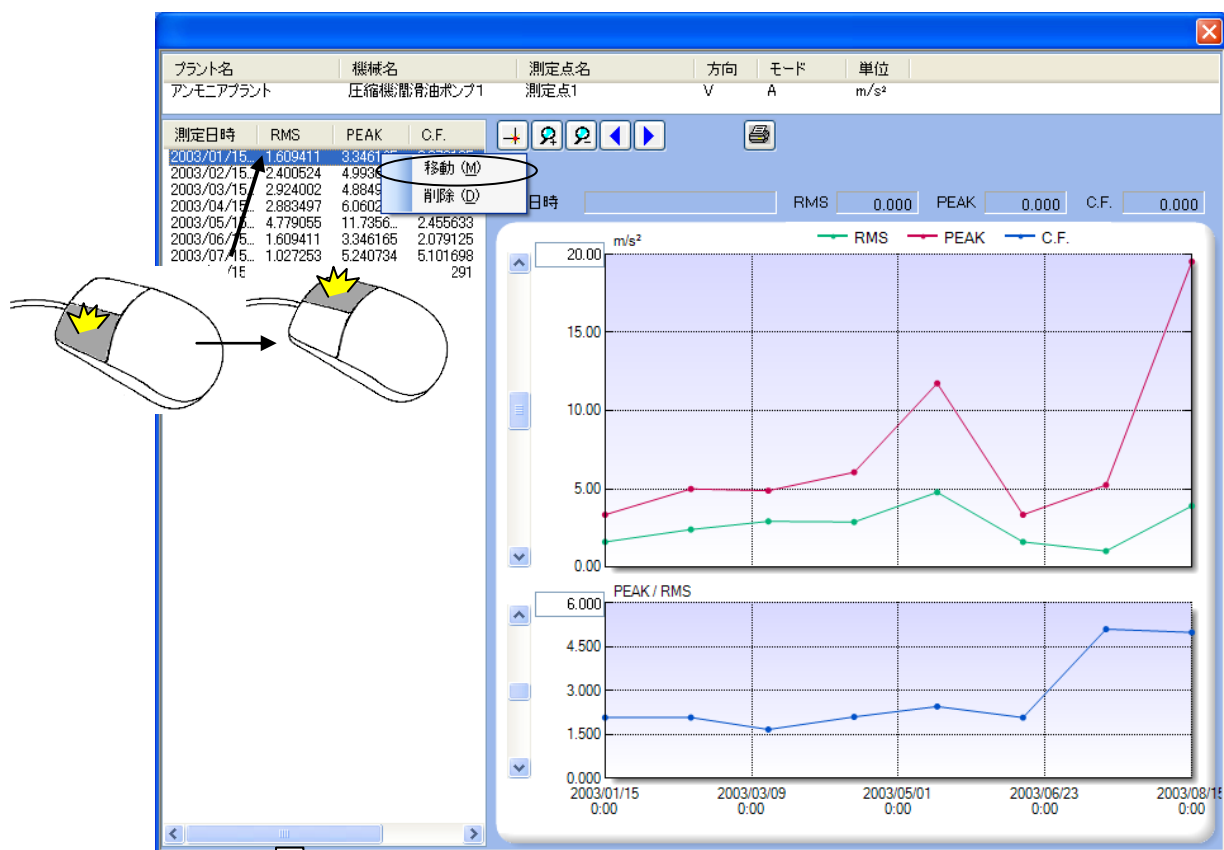 プラント名 機械名 測定点名 方向 モード 単位
アンモニアプラント 圧縮機潤滑油ポンプ1 測定点1 V A m/s²
測定日時 RMS PEAK C.F.
2003/01/15... 1.609411
2003/02/15... 2.400524
2003/03/15... 2.924002
2003/04/15... 2.883497
2003/05/15... 4.779055 11.7356... 2.455633
2003/06/15... 1.609411 3.346165 2.079125
2003/07/15... 1.027253 5.240734 5.101698
/15 291
移動 (M)
削除 (D)
日時 RMS 0.000 PEAK 0.000 C.F. 0.000
m/s² RMS PEAK C.F.
20.00
15.00
10.00
5.00
0.00
PEAK / RMS
6.000
4.500
3.000
1.500
0.000
2003/01/15 2003/03/09 2003/05/01 2003/06/23 2003/08/15
0:00 0:00 0:00 0:00 0:00